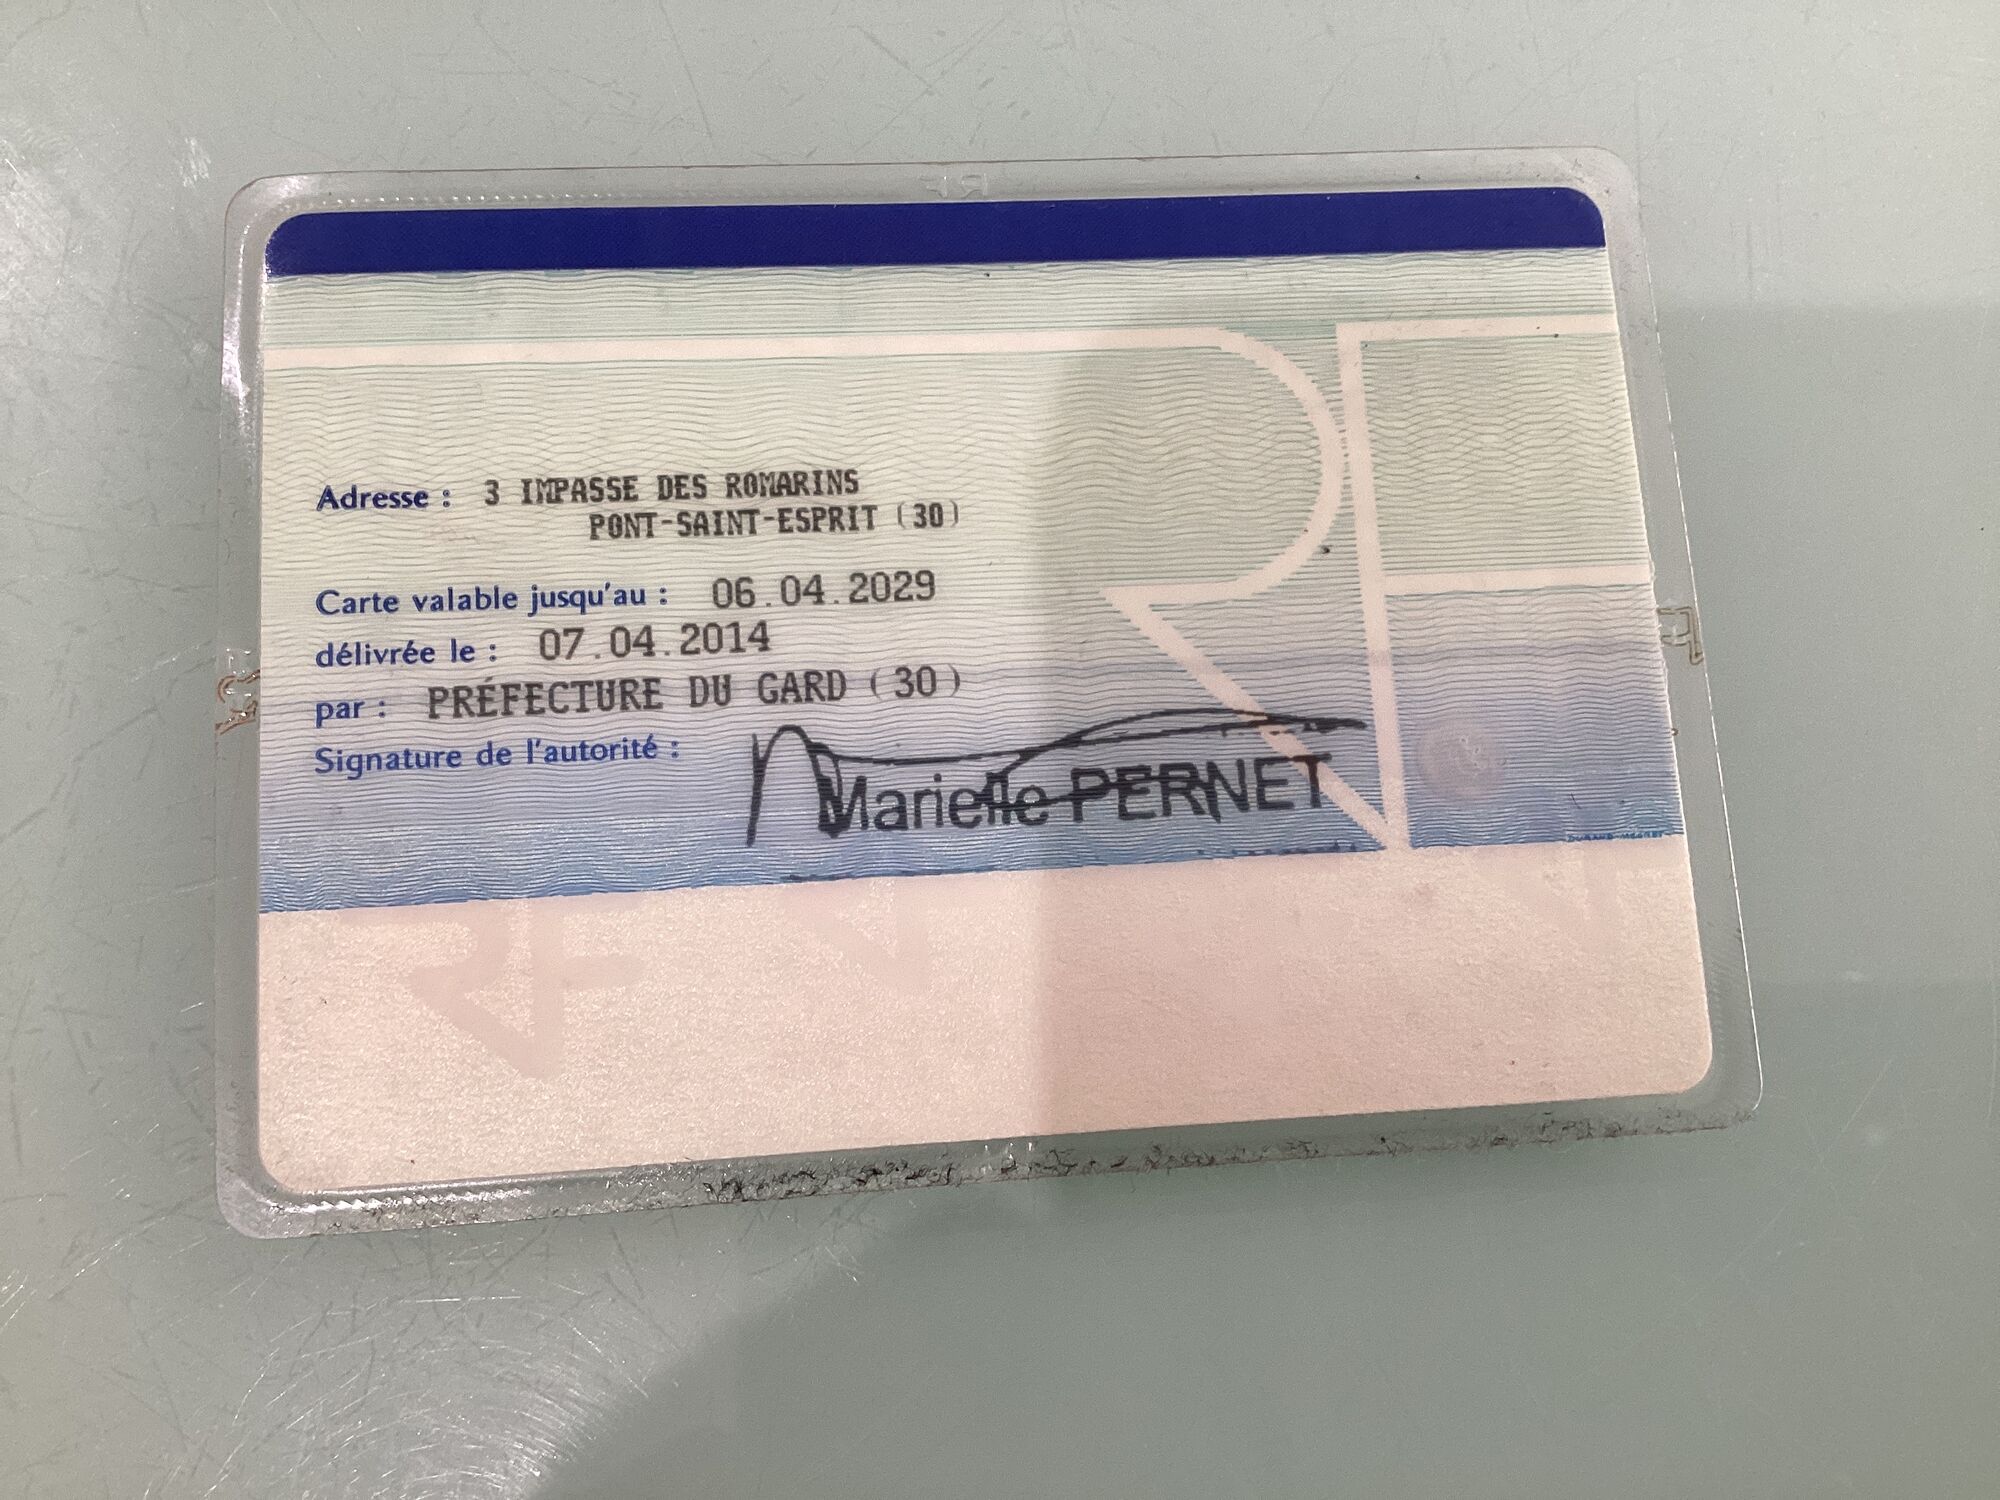 Adresse : 3 IMPASSE DES ROMARINS
PONT-SAINT-ESPRIT (30)
Carte valable jusqu'au : 06.04.2029
délivrée le : 07.04.2014
par : PRÉFECTURE DU GARD (30)
Signature de l'autorité :
Marielle PERNET
RF